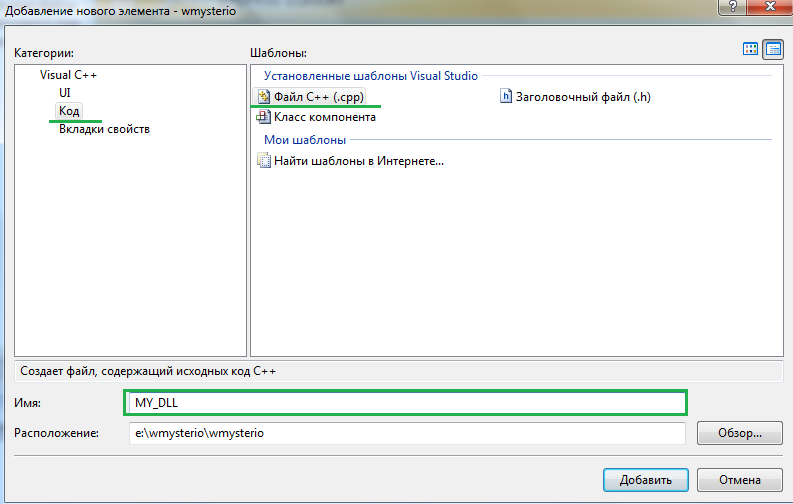 Добавление нового элемента - wmysterio
Категории:
Шаблоны:
Visual C++
UI
Код
Вкладки свойств
Установленные шаблоны Visual Studio
Файл C++ (.cpp)
Заголовочный файл (.h)
Класс компонента
Мои шаблоны
Найти шаблоны в Интернете...
Создает файл, содержащий исходных код C++
Имя:
MY_DLL
Расположение:
e:\wmysterio\wmysterio
Обзор...
Добавить
Отмена